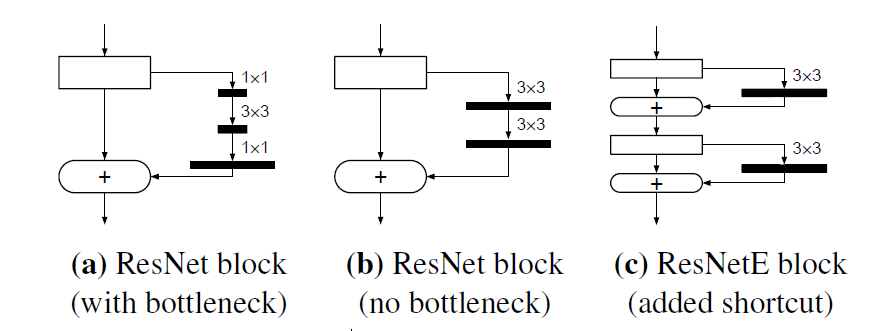 1×1
3×3
1×1
+
3×3
3×3
+
3×3
+
3×3
+
(a) ResNet block
(with bottleneck)
(b) ResNet block
(no bottleneck)
(c) ResNetE block
(added shortcut)